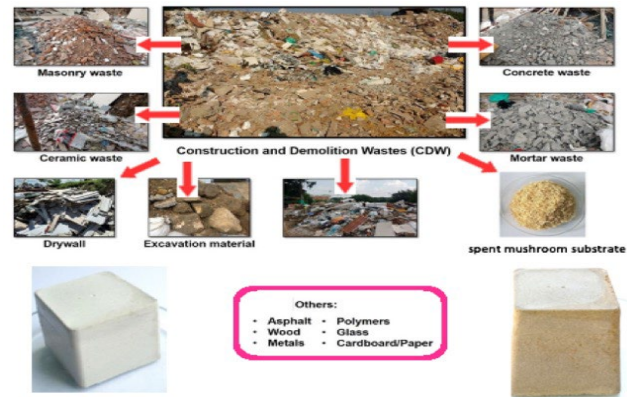 Masonry waste
Concrete waste
Ceramic waste
Construction and Demolition Wastes (CDW)
Mortar waste
Drywall
Excavation material
spent mushroom substrate
Others:
• Asphalt • Polymers
• Wood • Glass
• Metals • Cardboard/Paper